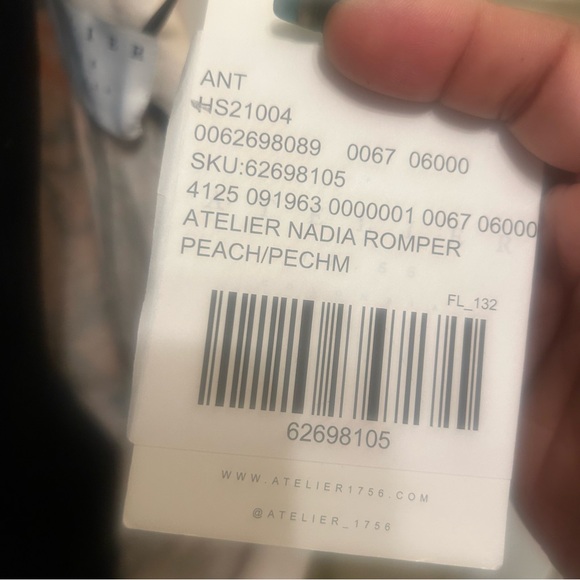 ANT
HS21004
0062698089 0067 06000
SKU:62698105
4125 091963 0000001 0067 06000
ATELIER NADIA ROMPER
PEACH/PECHM
FL_132
62698105
WWW.ATELIER1756.COM
@ATELIER_1756